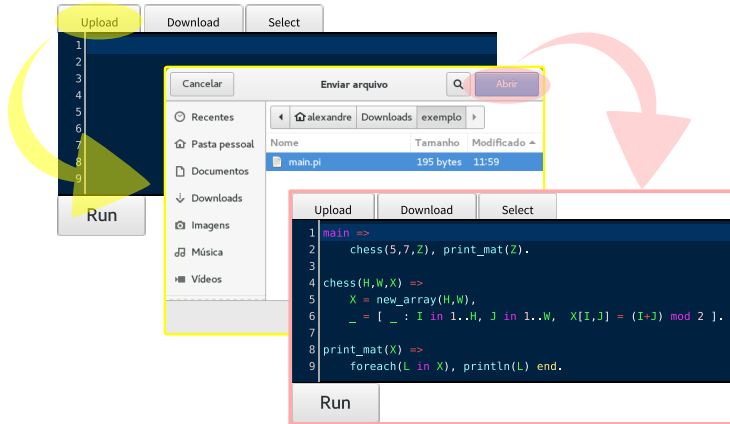 Upload Download Select
1
2
3
4
5
6
7
8
9
Run
Cancelar Enviar arquivo Abrir
Recentes
Pasta pessoal
Documentos
Downloads
Imagens
Música
Vídeos
alexandre Downloads exemplo
Nome Tamanho Modificado
main.pi 195 bytes 11:59
Upload Download Select
1 main =>
2     chess(5,7,Z), print_mat(Z).
3
4 chess(H,W,X) =>
5     X = new_array(H,W),
6     _ = [ _ : I in 1..H, J in 1..W,  X[I,J] = (I+J) mod 2 ].
7
8 print_mat(X) =>
9     foreach(L in X), println(L) end.
Run